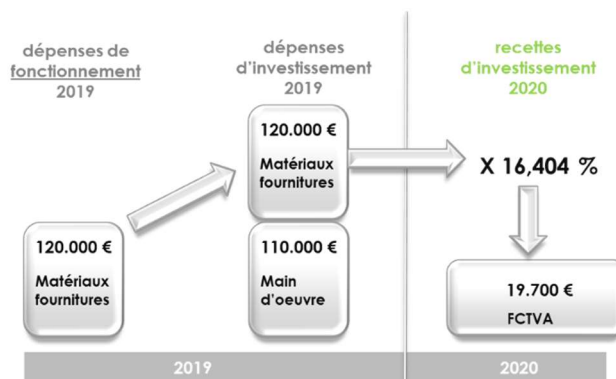 dépenses de
fonctionnement
2019
dépenses
d'investissement
2019
recettes
d'investissement
2020
120.000 €
Matériaux
fournitures
120.000 €
Matériaux
fournitures
110.000 €
Main
d'oeuvre
X 16,404 %
19.700 €
FCTVA
2019
2020